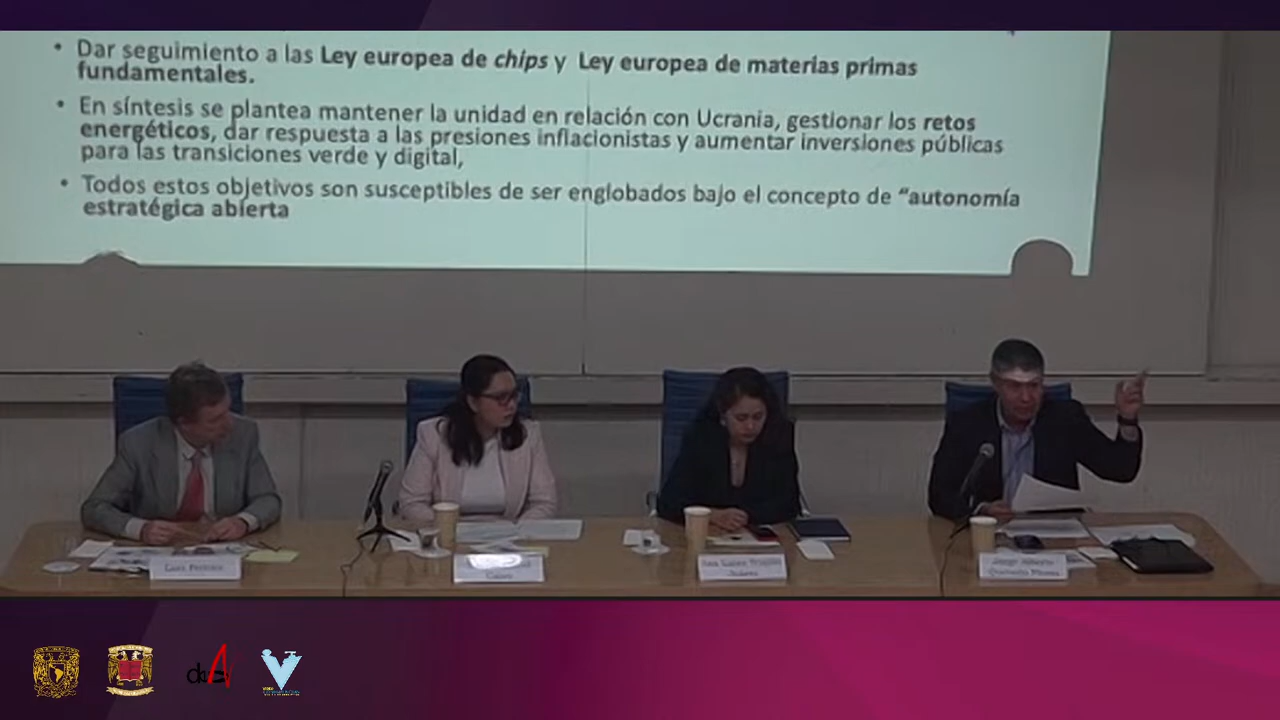 • Dar seguimiento a las Ley europea de chips y Ley europea de materias primas
fundamentales.
• En síntesis se plantea mantener la unidad en relación con Ucrania, gestionar los retos
energéticos, dar respuesta a las presiones inflacionistas y aumentar inversiones públicas
para las transiciones verde y digital,
• Todos estos objetivos son susceptibles de ser englobados bajo el concepto de “autonomía
estratégica abierta